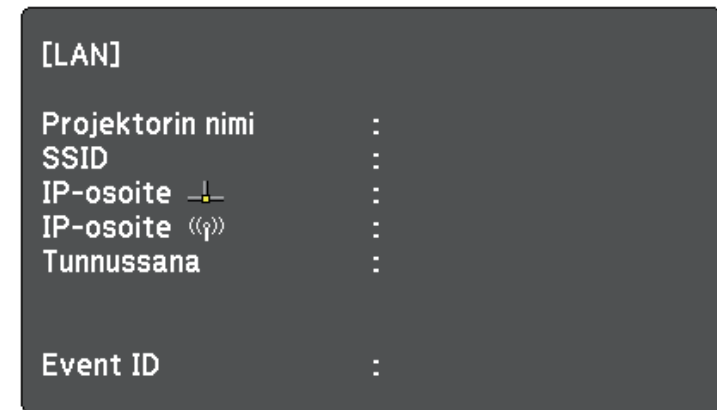 [LAN]
Projektorin nimi :
SSID :
IP-osoite :
IP-osoite :
Tunnussana :
Event ID :